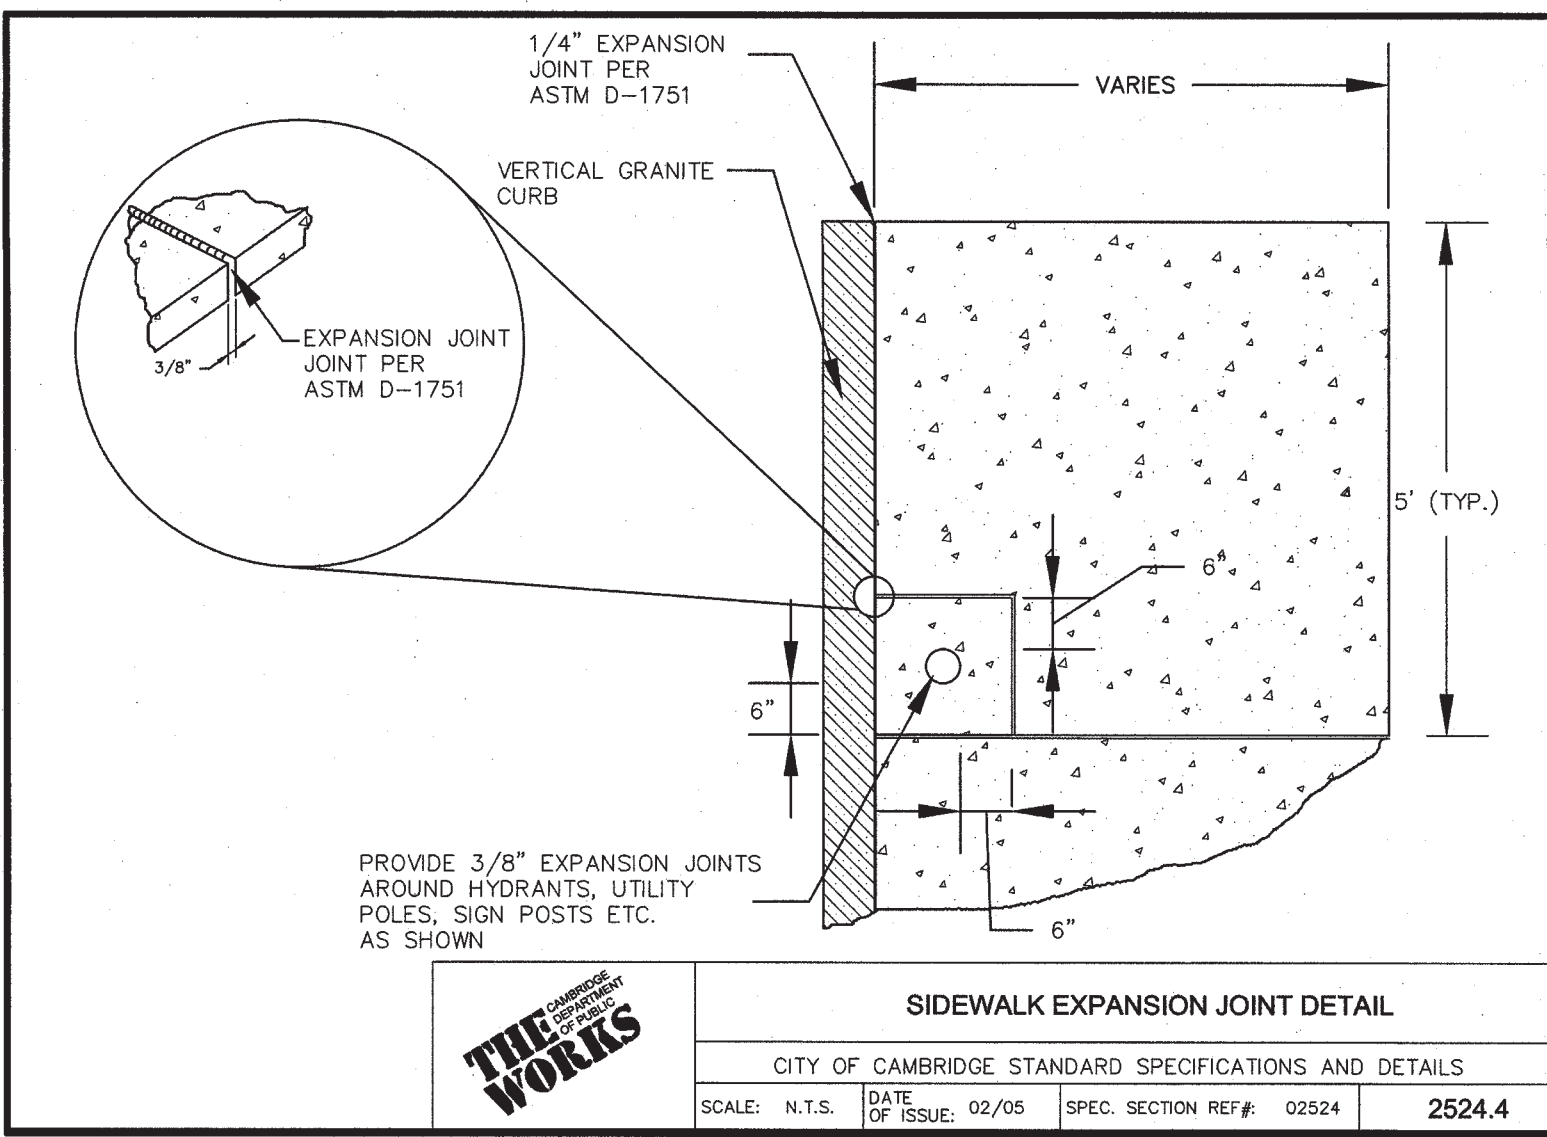 1/4" EXPANSION
JOINT PER
ASTM D-1751
VARIES
VERTICAL GRANITE
CURB
EXPANSION JOINT
JOINT PER
ASTM D-1751
3/8"
5' (TYP.)
6"
6"
PROVIDE 3/8" EXPANSION JOINTS
AROUND HYDRANTS, UTILITY
POLES, SIGN POSTS ETC.
AS SHOWN
6"
THE
WORKS
CAMBRIDGE
DEPARTMENT
OF PUBLIC
SIDEWALK EXPANSION JOINT DETAIL
CITY OF CAMBRIDGE STANDARD SPECIFICATIONS AND DETAILS
SCALE: N.T.S.
DATE
OF ISSUE: 02/05
SPEC. SECTION REF#: 02524
2524.4